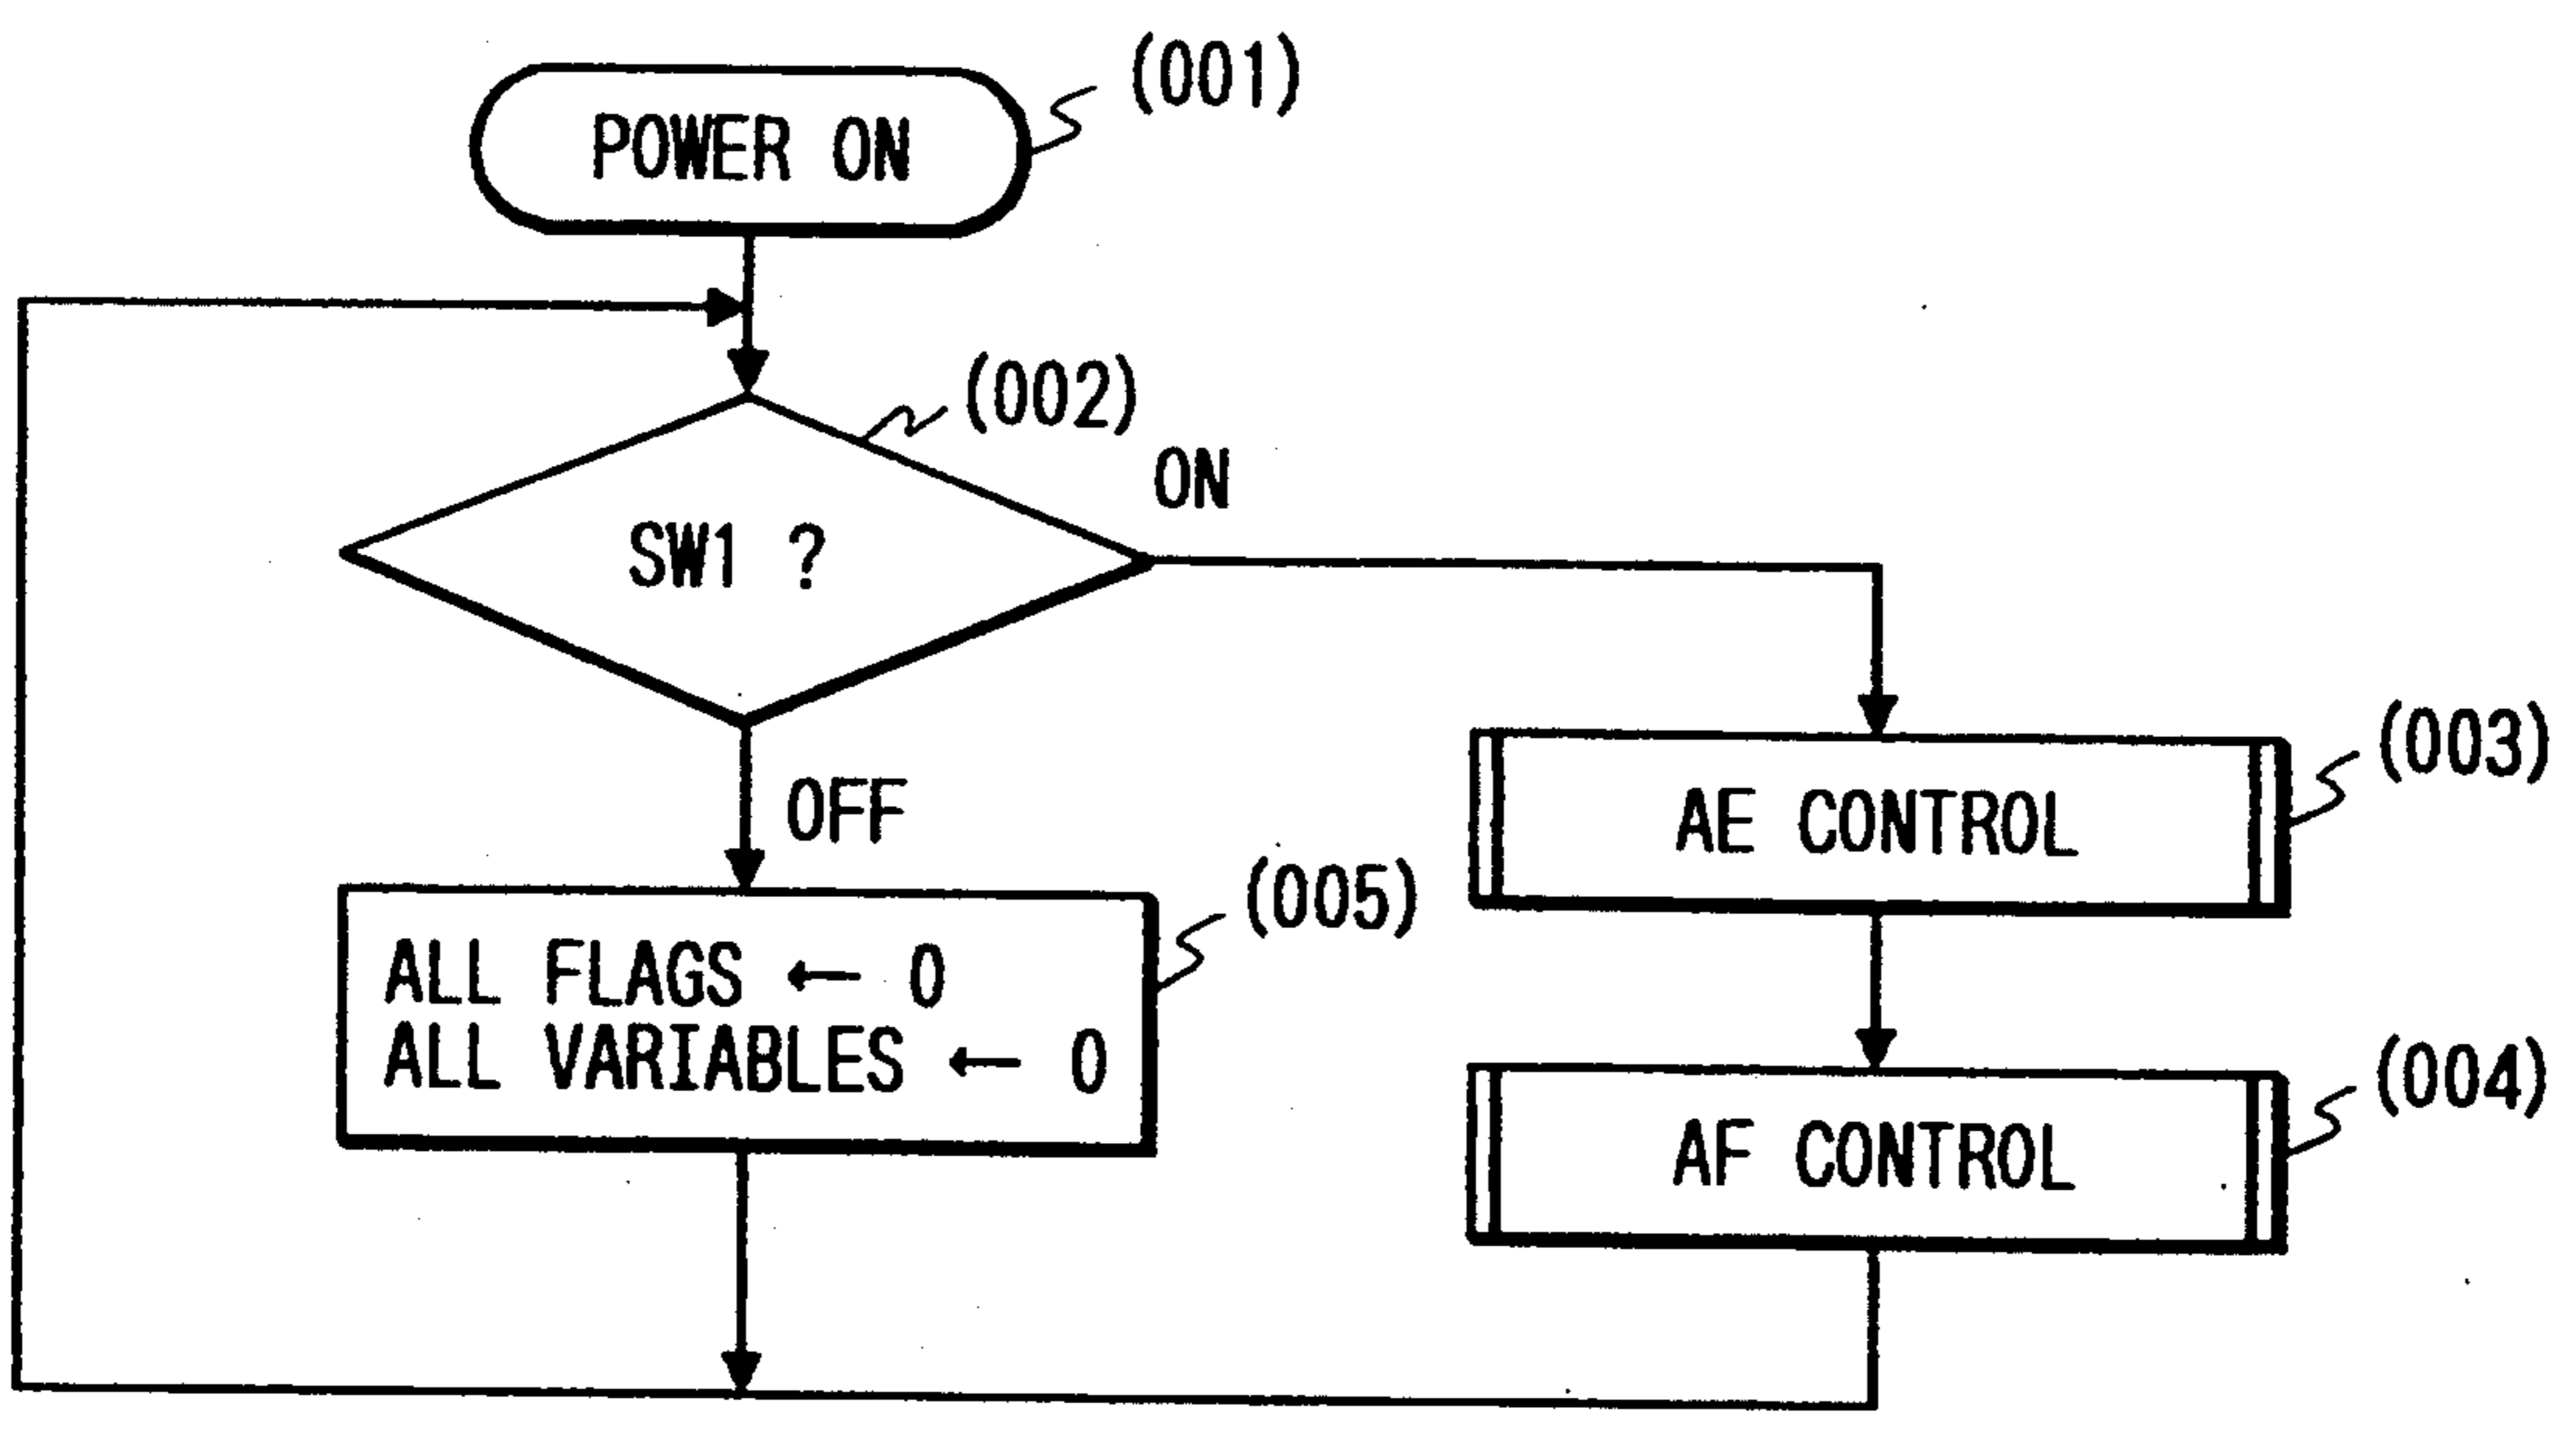 (001)
POWER ON
(002)
ON
SW1 ?
OFF
(003)
AE CONTROL
(005)
ALL FLAGS ← 0
ALL VARIABLES ← 0
(004)
AF CONTROL